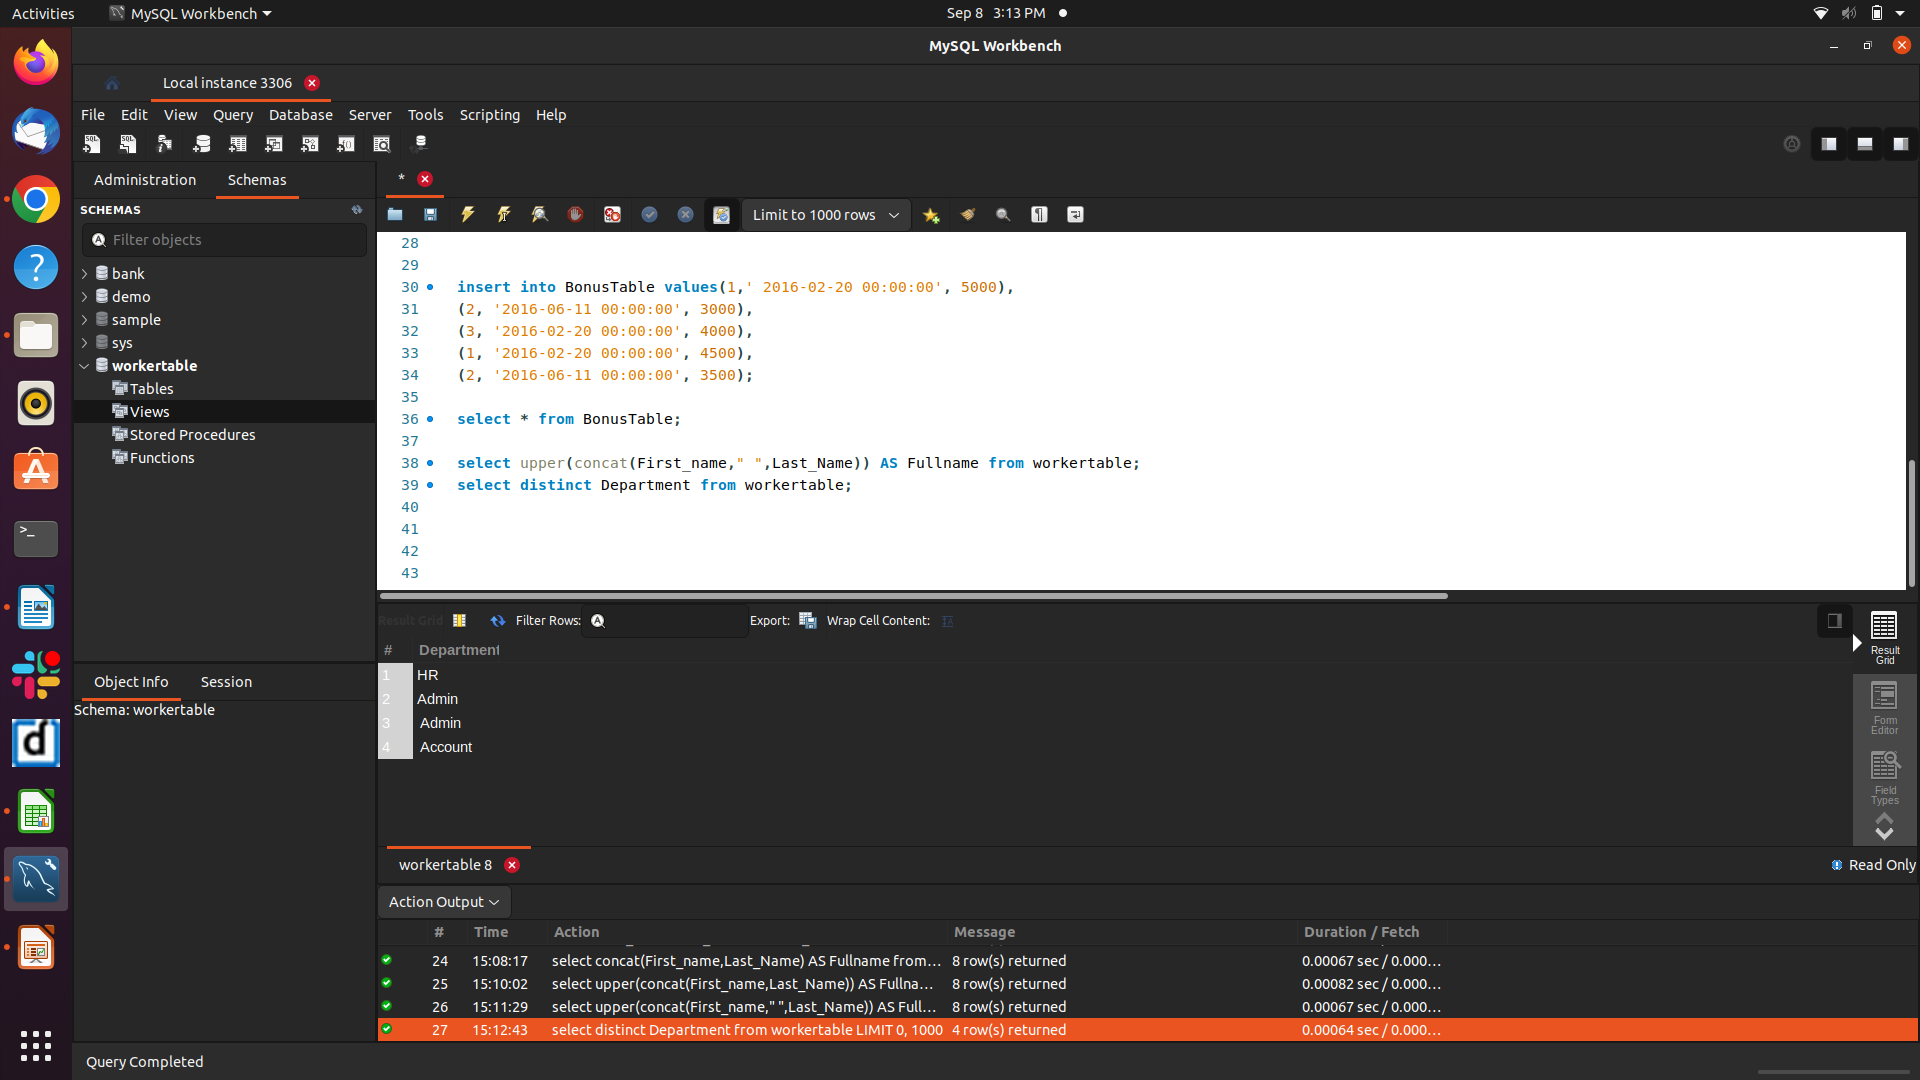 Activities
MySQL Workbench
Sep 8 3:13 PM
MySQL Workbench
Local instance 3306
File Edit View Query Database Server Tools Scripting Help
Administration Schemas
SCHEMAS
Filter objects
bank
demo
sample
sys
workertable
Tables
Views
Stored Procedures
Functions
Object Info Session
Schema: workertable
*
Limit to 1000 rows
28
29
30 insert into BonusTable values(1,' 2016-02-20 00:00:00', 5000),
31 (2, '2016-06-11 00:00:00', 3000),
32 (3, '2016-02-20 00:00:00', 4000),
33 (1, '2016-02-20 00:00:00', 4500),
34 (2, '2016-06-11 00:00:00', 3500);
35
36 select * from BonusTable;
37
38 select upper(concat(First_name," ",Last_Name)) AS Fullname from workertable;
39 select distinct Department from workertable;
40
41
42
43
Result Grid Filter Rows: Export: Wrap Cell Content:
# Department
1 HR
2 Admin
3 Admin
4 Account
Result
Grid
Form
Editor
Field
Types
workertable 8
Read Only
Action Output
# Time Action Message Duration / Fetch
24 15:08:17 select concat(First_name,Last_Name) AS Fullname from... 8 row(s) returned 0.00067 sec / 0.000...
25 15:10:02 select upper(concat(First_name,Last_Name)) AS Fullna... 8 row(s) returned 0.00082 sec / 0.000...
26 15:11:29 select upper(concat(First_name," ",Last_Name)) AS Full... 8 row(s) returned 0.00067 sec / 0.000...
27 15:12:43 select distinct Department from workertable LIMIT 0, 1000 4 row(s) returned 0.00064 sec / 0.000...
Query Completed